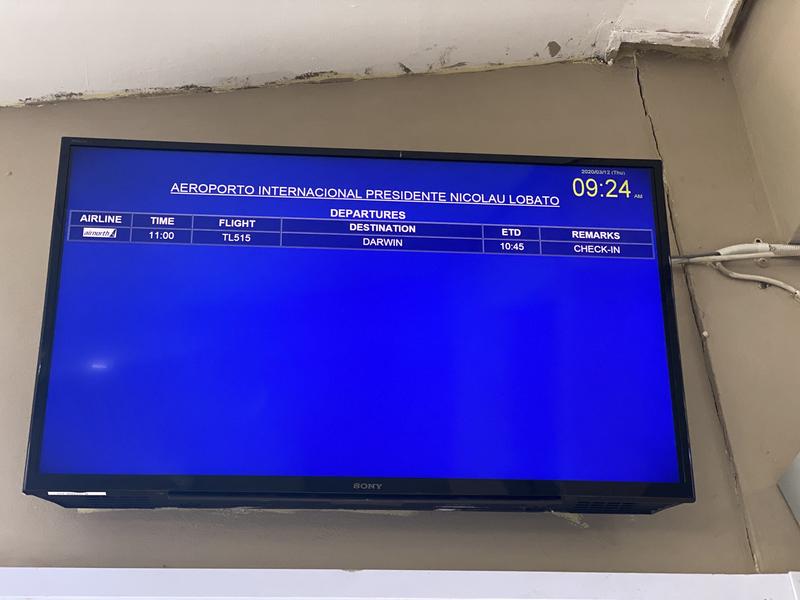 2020/03/12 (Thu)
AEROPORTO INTERNACIONAL PRESIDENTE NICOLAU LOBATO 09:24 AM
DEPARTURES
AIRLINE TIME FLIGHT DESTINATION ETD REMARKS
airnorth 11:00 TL515 DARWIN 10:45 CHECK-IN
SONY